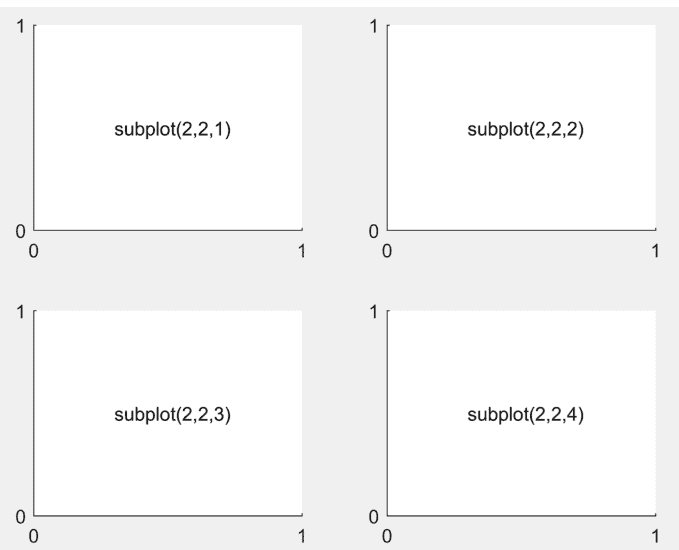 1 1
subplot(2,2,1) subplot(2,2,2)
0 0
0 1 0 1
1 1
subplot(2,2,3) subplot(2,2,4)
0 0
0 1 0 1